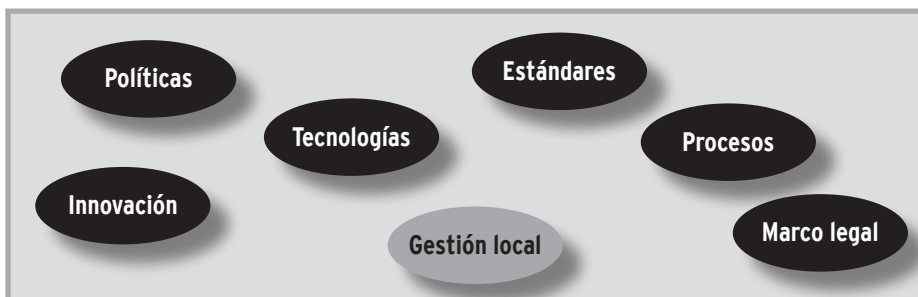 Políticas
Estándares
Tecnologías
Procesos
Innovación
Marco legal
Gestión local